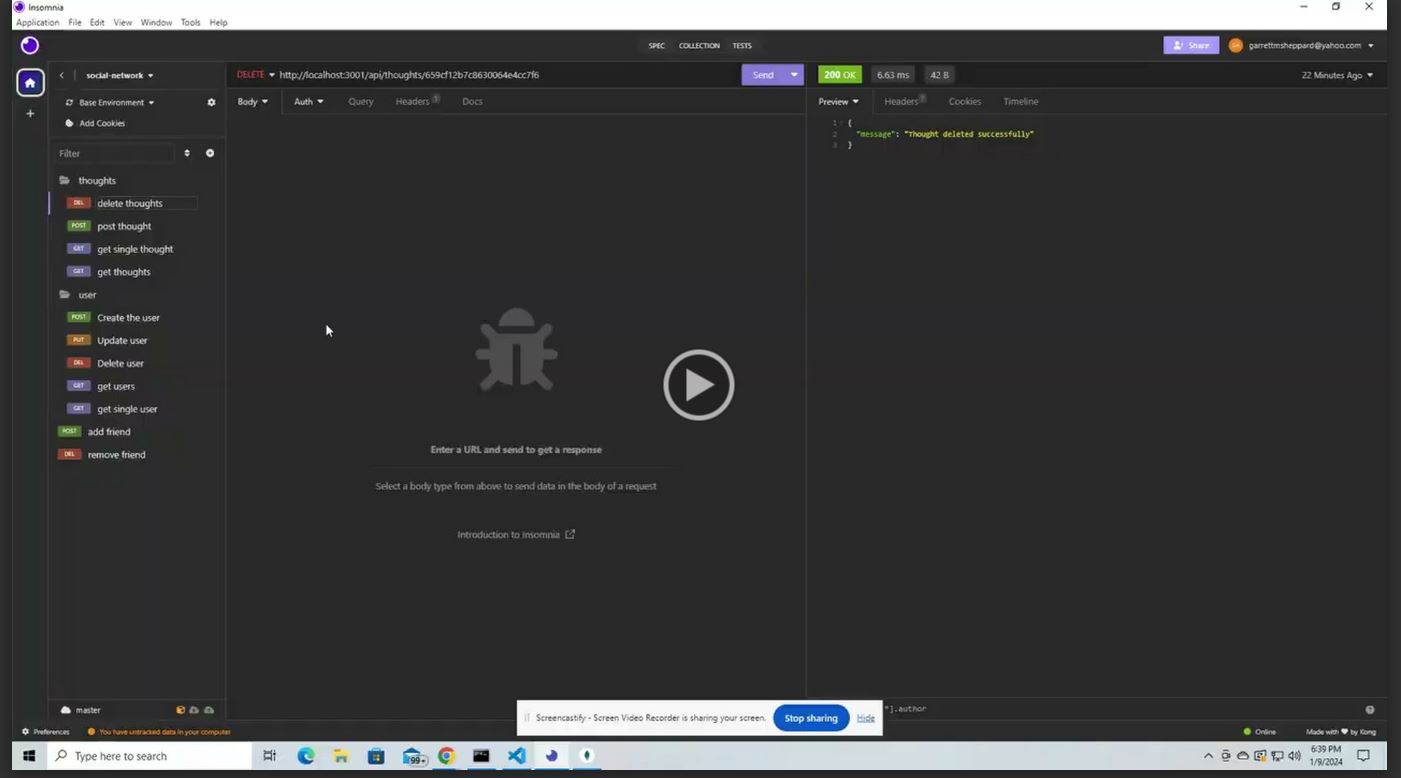 Insomnia
Application File Edit View Window Tools Help
SPEC COLLECTION TESTS
Share
GA garrettmsheppard@yahoo.com
social-network
DELETE http://localhost:3001/api/thoughts/659cf12b7c8630064e4cc7f6
Send
200 OK 6.63 ms 42 B
22 Minutes Ago
Base Environment
Body Auth Query Headers 1 Docs
Preview Headers 7 Cookies Timeline
Add Cookies
1 {
2 "message": "Thought deleted successfully"
3 }
Filter
thoughts
DEL delete thoughts
POST post thought
GET get single thought
GET get thoughts
user
POST Create the user
PUT Update user
DEL Delete user
GET get users
GET get single user
POST add friend
DEL remove friend
Enter a URL and send to get a response
Select a body type from above to send data in the body of a request
Introduction to Insomnia
master
Screencastify - Screen Video Recorder is sharing your screen.
Stop sharing
Hide
"].author
Preferences
You have untracked data in your computer
Online
Made with ♥ by Kong
Type here to search
99+
6:39 PM
1/9/2024